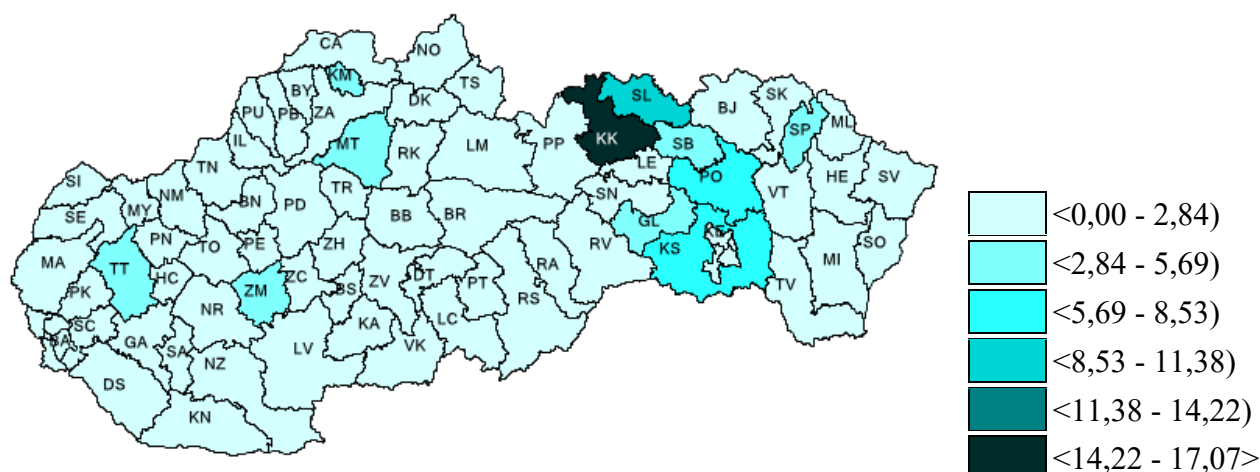 CA
NO
KM
TS
BY
PU
PB
ZA
DK
IL
MT
RK
LM
PP
KK
SL
BJ
SK
SP
ML
SB
LE
PO
VT
HE
SV
TN
SI
SE
MY
NM
BN
PD
TR
BB
BR
SN
GL
RV
KS
KE
MI
SO
TV
MA
TT
PN
TO
PE
ZH
HC
PK
ZM
ZC
BS
ZV
DT
PT
RA
RS
NR
SC
BA
GA
SA
NZ
LV
KA
VK
LC
DS
KN
<0,00 - 2,84)
<2,84 - 5,69)
<5,69 - 8,53)
<8,53 - 11,38)
<11,38 - 14,22)
<14,22 - 17,07>